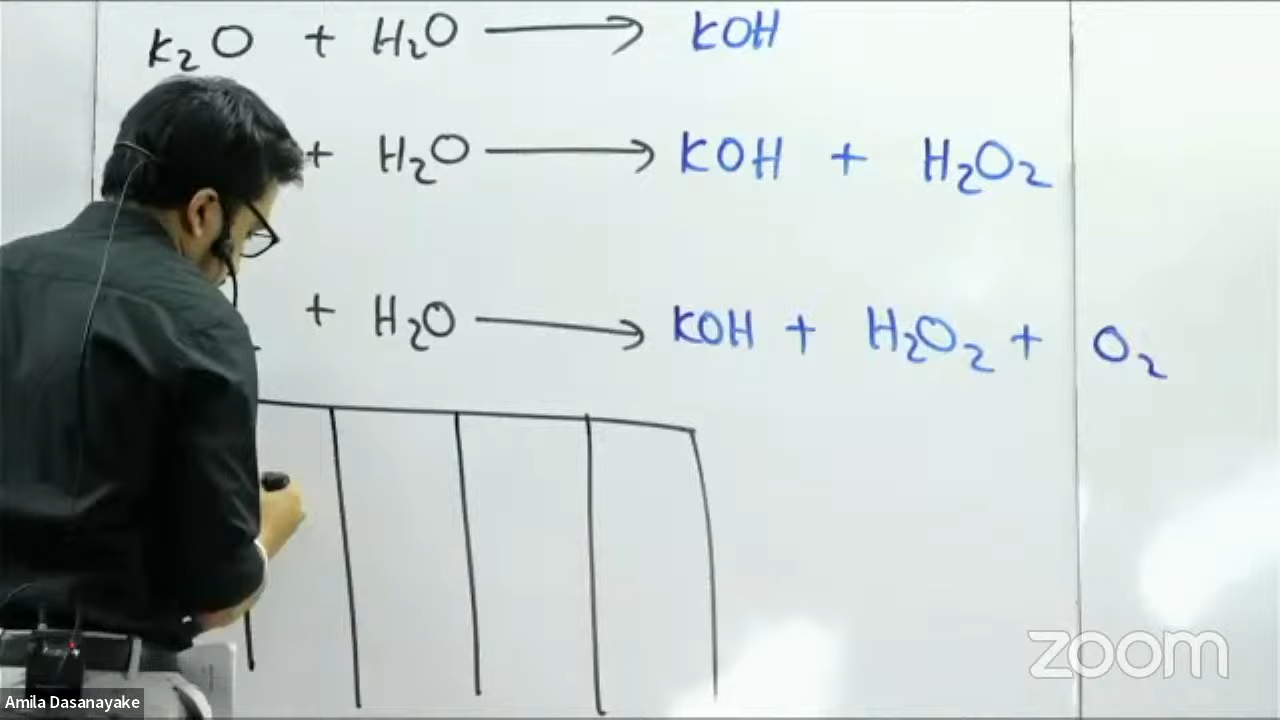 K₂O + H₂O ⟶ KOH
+ H₂O ⟶ KOH + H₂O₂
+ H₂O ⟶ KOH + H₂O₂ + O₂
zoom
Amila Dasanayake